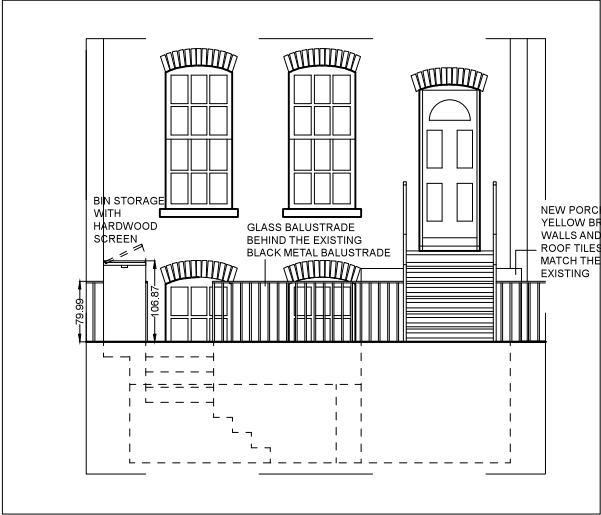 BIN STORAGE
WITH
HARDWOOD
SCREEN
GLASS BALUSTRADE
BEHIND THE EXISTING
BLACK METAL BALUSTRADE
NEW PORC
YELLOW BR
WALLS AND
ROOF TILES
MATCH THE
EXISTING
79.99
106.87